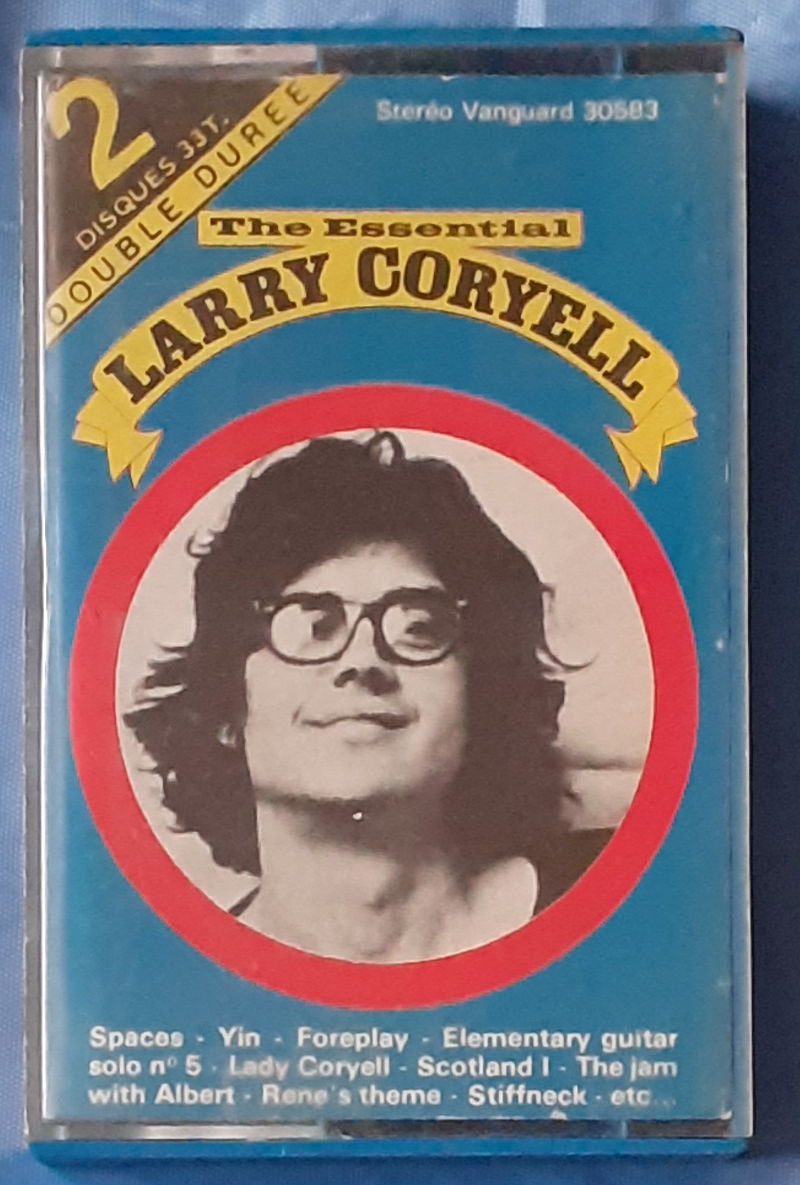 2
DISQUES 33 T.
DOUBLE DUREE
Steréo Vanguard 30583
The Essential
LARRY CORYELL
Spaces - Yin - Foreplay - Elementary guitar
solo n° 5 - Lady Coryell - Scotland I - The jam
with Albert - Rene's theme - Stiffneck - etc...